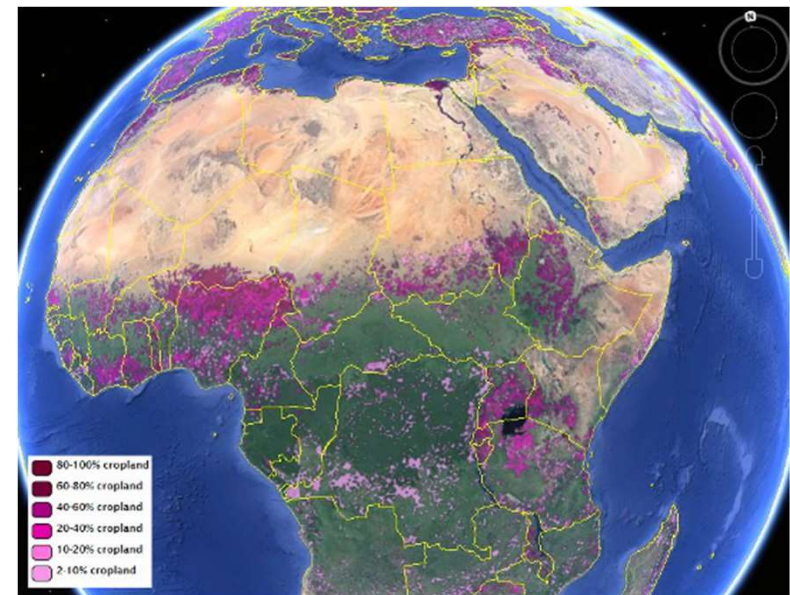 N
80-100% cropland
60-80% cropland
40-60% cropland
20-40% cropland
10-20% cropland
2-10% cropland